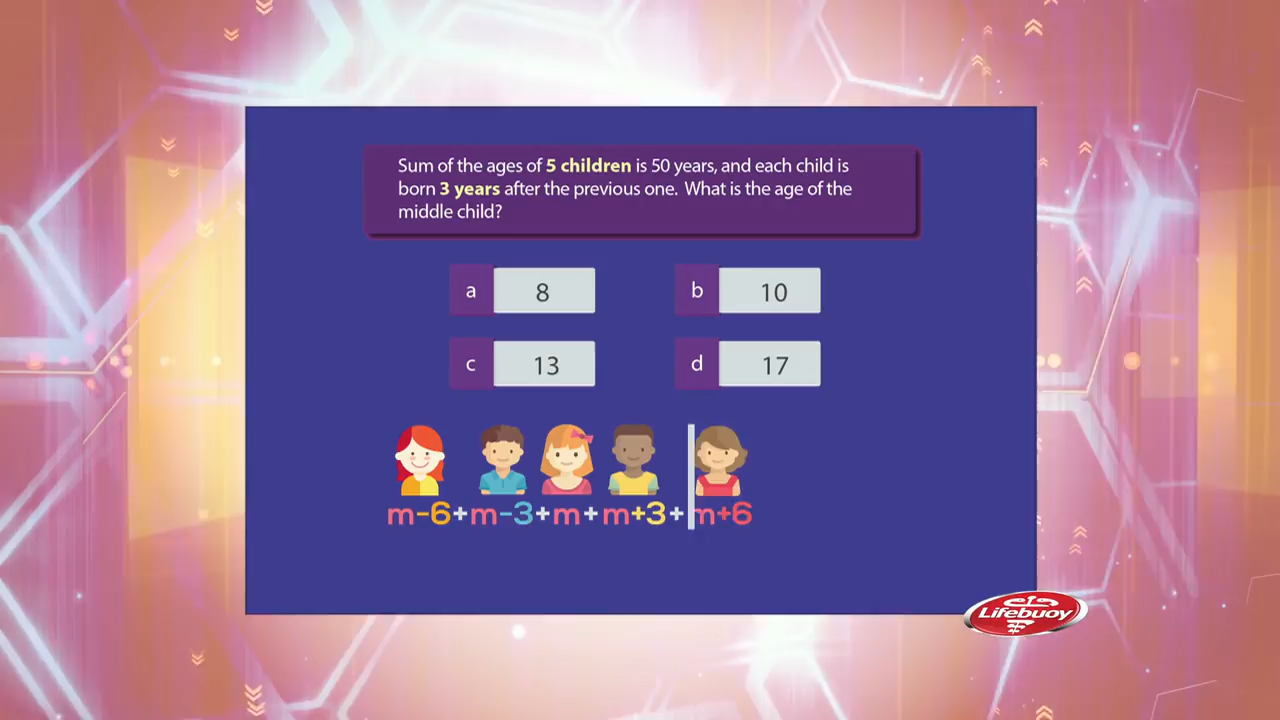 Sum of the ages of 5 children is 50 years, and each child is
born 3 years after the previous one. What is the age of the
middle child?
a 8
b 10
c 13
d 17
m-6+m-3+m+m+3+m+6
Lifebuoy